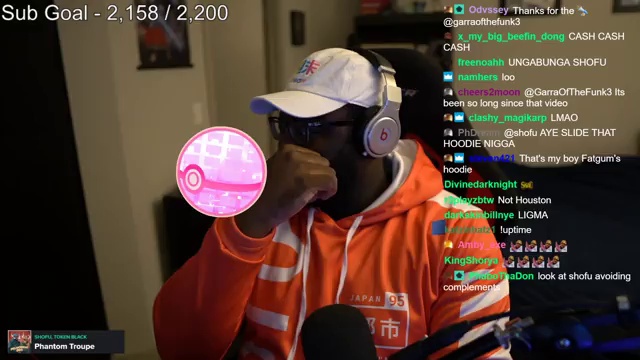 Sub Goal - 2,158 / 2,200
Odvssey Thanks for the
@garraofthefunk3
x_my_big_beefin_dong CASH CASH
CASH
freenoahh UNGABUNGA SHOFU
namhers loo
cheers2moon @GarraOfTheFunk3 Its
been so long since that video
clashy_magikarp LMAO
@shofu AYE SLIDE THAT
HOODIE NIGGA
That's my boy Fatgum's
hoodie
Divinedarknight
Not Houston
LIGMA
!uptime
KingShorya
look at shofu avoiding
complements
b
JAPAN 95
都市
SHOFU, TOKEN BLACK
Phantom Troupe